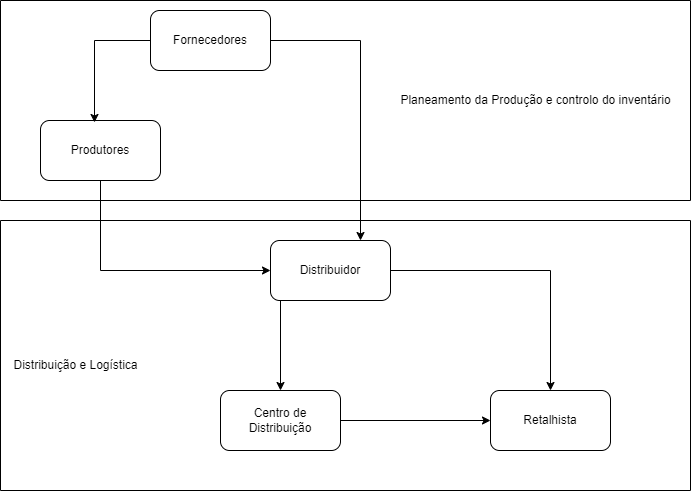 Fornecedores
Planeamento da Produção e controlo do inventário
Produtores
Distribuidor
Distribuição e Logística
Centro de
Distribuição
Retalhista